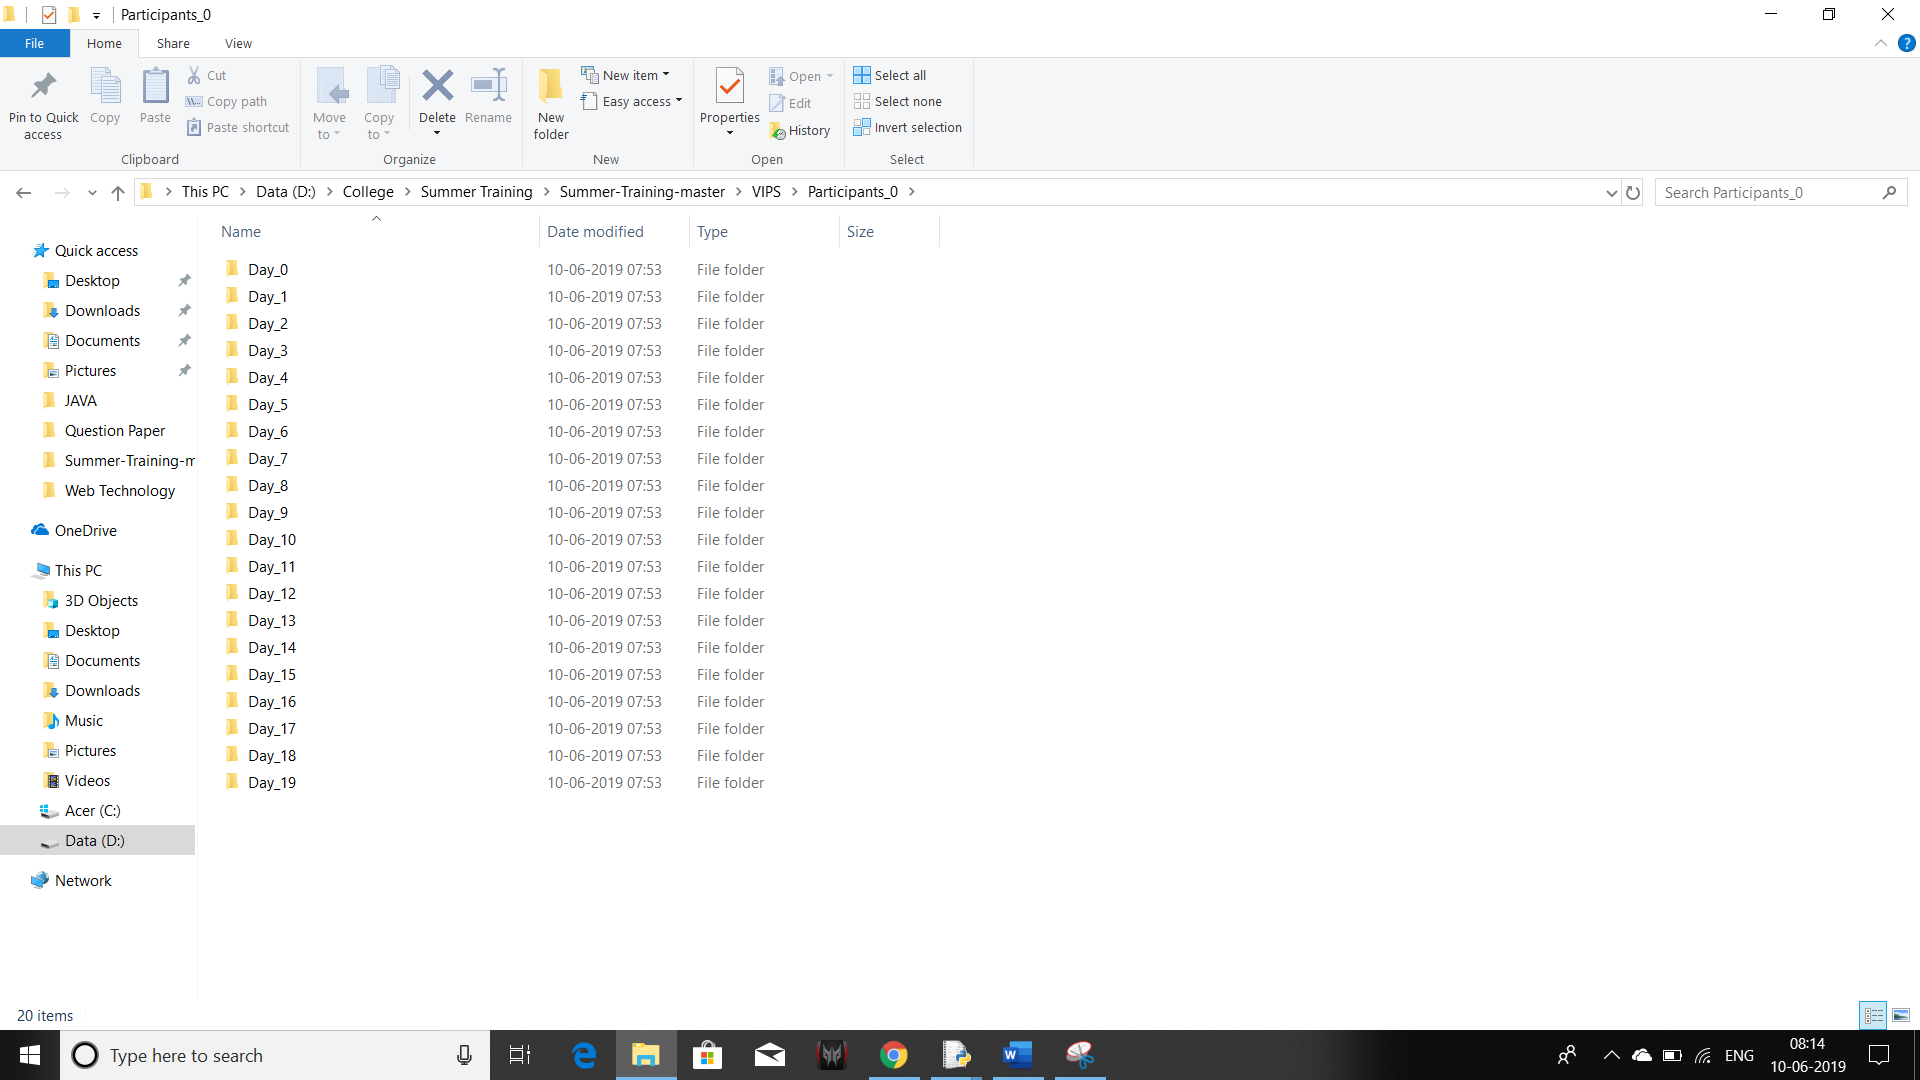 Participants_0
File Home Share View
Pin to Quick access
Copy
Paste
Cut
Copy path
Paste shortcut
Clipboard
Move to
Copy to
Delete
Rename
Organize
New folder
New item
Easy access
New
Properties
Open
Edit
History
Open
Select all
Select none
Invert selection
Select
This PC > Data (D:) > College > Summer Training > Summer-Training-master > VIPS > Participants_0 >
Search Participants_0
Quick access
Desktop
Downloads
Documents
Pictures
JAVA
Question Paper
Summer-Training-m
Web Technology
OneDrive
This PC
3D Objects
Desktop
Documents
Downloads
Music
Pictures
Videos
Acer (C:)
Data (D:)
Network
Name Date modified Type Size
Day_0 10-06-2019 07:53 File folder
Day_1 10-06-2019 07:53 File folder
Day_2 10-06-2019 07:53 File folder
Day_3 10-06-2019 07:53 File folder
Day_4 10-06-2019 07:53 File folder
Day_5 10-06-2019 07:53 File folder
Day_6 10-06-2019 07:53 File folder
Day_7 10-06-2019 07:53 File folder
Day_8 10-06-2019 07:53 File folder
Day_9 10-06-2019 07:53 File folder
Day_10 10-06-2019 07:53 File folder
Day_11 10-06-2019 07:53 File folder
Day_12 10-06-2019 07:53 File folder
Day_13 10-06-2019 07:53 File folder
Day_14 10-06-2019 07:53 File folder
Day_15 10-06-2019 07:53 File folder
Day_16 10-06-2019 07:53 File folder
Day_17 10-06-2019 07:53 File folder
Day_18 10-06-2019 07:53 File folder
Day_19 10-06-2019 07:53 File folder
20 items
Type here to search
ENG
08:14
10-06-2019